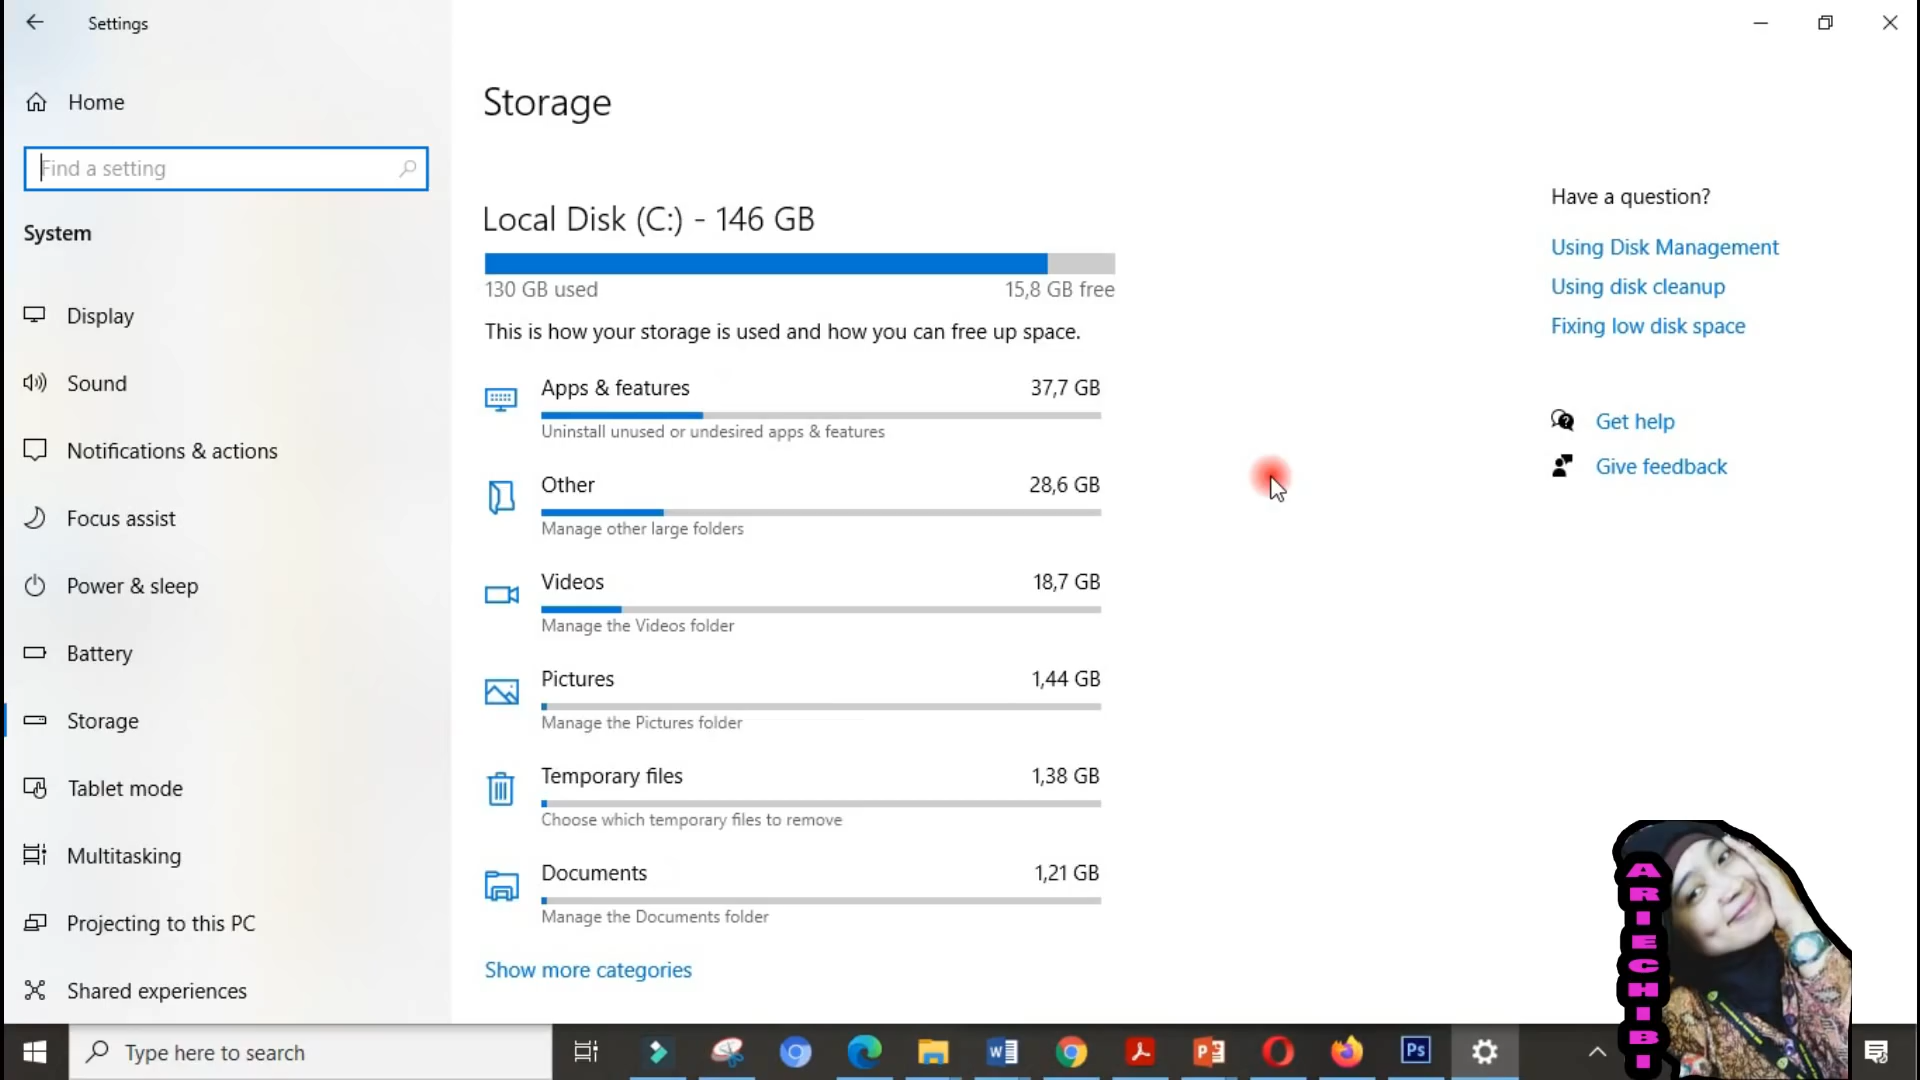 Settings
Home
Find a setting
System
Display
Sound
Notifications & actions
Focus assist
Power & sleep
Battery
Storage
Tablet mode
Multitasking
Projecting to this PC
Shared experiences
Storage
Local Disk (C:) - 146 GB
130 GB used
15,8 GB free
This is how your storage is used and how you can free up space.
Apps & features
37,7 GB
Uninstall unused or undesired apps & features
Other
28,6 GB
Manage other large folders
Videos
18,7 GB
Manage the Videos folder
Pictures
1,44 GB
Manage the Pictures folder
Temporary files
1,38 GB
Choose which temporary files to remove
Documents
1,21 GB
Manage the Documents folder
Show more categories
Have a question?
Using Disk Management
Using disk cleanup
Fixing low disk space
Get help
Give feedback
ARIECHIBI
Type here to search
W
P
Ps